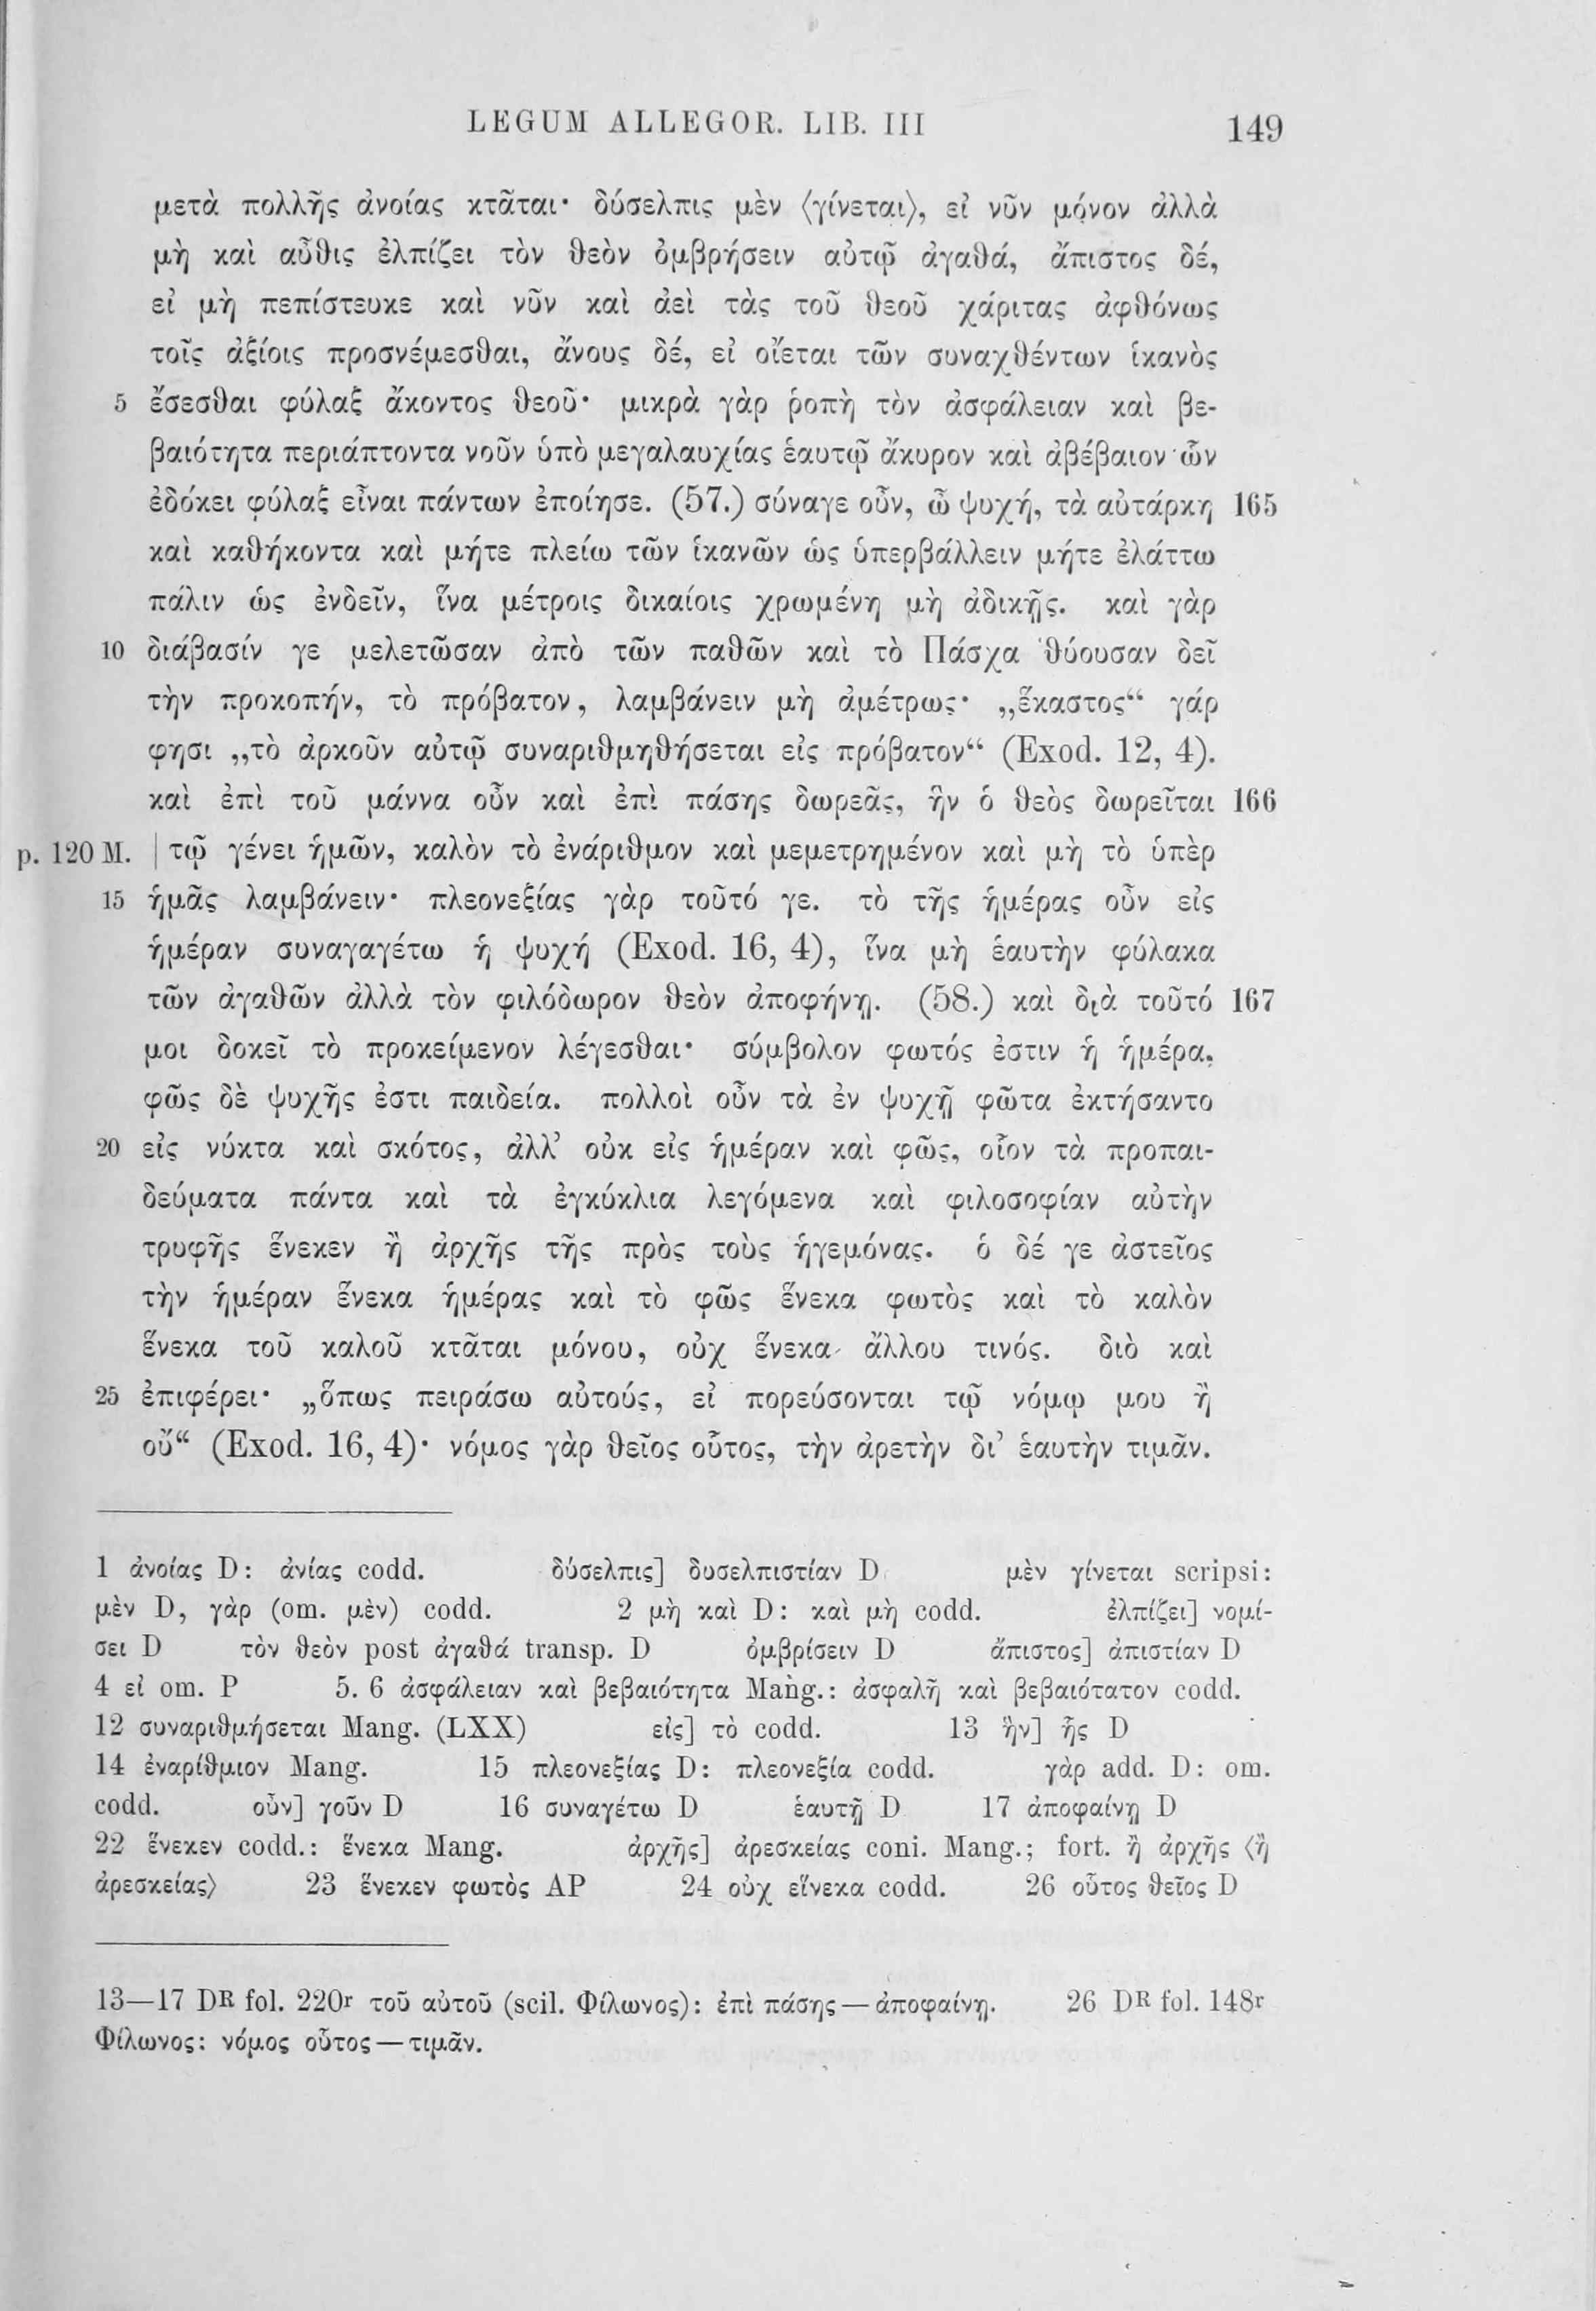 LEGUM ALLEGOR. LIB. III 149
μετὰ πολλῆς ἀνοίας κτᾶται· δύσελπις μὲν ⟨γίνεται⟩, εἰ νῦν μόνον ἀλλὰ
μὴ καὶ αὖθις ἐλπίζει τὸν θεὸν ὀμβρήσειν αὐτῷ ἀγαθά, ἄπιστος δέ,
εἰ μὴ πεπίστευκε καὶ νῦν καὶ ἀεὶ τὰς τοῦ θεοῦ χάριτας ἀφθόνως
τοῖς ἀξίοις προσνέμεσθαι, ἄνους δέ, εἰ οἴεται τῶν συναχθέντων ἱκανὸς
5 ἔσεσθαι φύλαξ ἄκοντος θεοῦ· μικρὰ γὰρ ῥοπὴ τὸν ἀσφάλειαν καὶ βε-
βαιότητα περιάπτοντα νοῦν ὑπὸ μεγαλαυχίας ἑαυτῷ ἄκυρον καὶ ἀβέβαιον ὧν
ἐδόκει φύλαξ εἶναι πάντων ἐποίησε. (57.) σύναγε οὖν, ὦ ψυχή, τὰ αὐτάρκη 165
καὶ καθήκοντα καὶ μήτε πλείω τῶν ἱκανῶν ὡς ὑπερβάλλειν μήτε ἐλάττω
πάλιν ὡς ἐνδεῖν, ἵνα μέτροις δικαίοις χρωμένη μὴ ἀδικῇς. καὶ γὰρ
10 διάβασίν γε μελετῶσαν ἀπὸ τῶν παθῶν καὶ τὸ Πάσχα θύουσαν δεῖ
τὴν προκοπήν, τὸ πρόβατον, λαμβάνειν μὴ ἀμέτρως· „ἕκαστος“ γάρ
φησι „τὸ ἀρκοῦν αὐτῷ συναριθμηθήσεται εἰς πρόβατον“ (Exod. 12, 4).
καὶ ἐπὶ τοῦ μάννα οὖν καὶ ἐπὶ πάσης δωρεᾶς, ἣν ὁ θεὸς δωρεῖται 166
p. 120 M. | τῷ γένει ἡμῶν, καλὸν τὸ ἐνάριθμον καὶ μεμετρημένον καὶ μὴ τὸ ὑπὲρ
15 ἡμᾶς λαμβάνειν· πλεονεξίας γὰρ τοῦτό γε. τὸ τῆς ἡμέρας οὖν εἰς
ἡμέραν συναγαγέτω ἡ ψυχή (Exod. 16, 4), ἵνα μὴ ἑαυτὴν φύλακα
τῶν ἀγαθῶν ἀλλὰ τὸν φιλόδωρον θεὸν ἀποφήνῃ. (58.) καὶ διὰ τοῦτό 167
μοι δοκεῖ τὸ προκείμενον λέγεσθαι· σύμβολον φωτός ἐστιν ἡ ἡμέρα,
φῶς δὲ ψυχῆς ἐστι παιδεία. πολλοὶ οὖν τὰ ἐν ψυχῇ φῶτα ἐκτήσαντο
20 εἰς νύκτα καὶ σκότος, ἀλλ’ οὐκ εἰς ἡμέραν καὶ φῶς, οἷον τὰ προπαι-
δεύματα πάντα καὶ τὰ ἐγκύκλια λεγόμενα καὶ φιλοσοφίαν αὐτὴν
τρυφῆς ἕνεκεν ἢ ἀρχῆς τῆς πρὸς τοὺς ἡγεμόνας. ὁ δέ γε ἀστεῖος
τὴν ἡμέραν ἕνεκα ἡμέρας καὶ τὸ φῶς ἕνεκα φωτὸς καὶ τὸ καλὸν
ἕνεκα τοῦ καλοῦ κτᾶται μόνου, οὐχ ἕνεκα ἄλλου τινός. διὸ καὶ
25 ἐπιφέρει· „ὅπως πειράσω αὐτούς, εἰ πορεύσονται τῷ νόμῳ μου ἢ
οὔ“ (Exod. 16, 4)· νόμος γὰρ θεῖος οὗτος, τὴν ἀρετὴν δι’ ἑαυτὴν τιμᾶν.
1 ἀνοίας D: ἀνίας codd. δύσελπις] δυσελπιστίαν D μὲν γίνεται scripsi:
μὲν D, γὰρ (om. μὲν) codd. 2 μὴ καὶ D: καὶ μὴ codd. ἐλπίζει] νομί-
σει D τὸν θεὸν post ἀγαθά transp. D ὀμβρίσειν D ἄπιστος] ἀπιστίαν D
4 εἰ om. P 5. 6 ἀσφάλειαν καὶ βεβαιότητα Mang.: ἀσφαλῆ καὶ βεβαιότατον codd.
12 συναριθμήσεται Mang. (LXX) εἰς] τὸ codd. 13 ἣν] ἧς D
14 ἐναρίθμιον Mang. 15 πλεονεξίας D: πλεονεξία codd. γὰρ add. D: om.
codd. οὖν] γοῦν D 16 συναγέτω D ἑαυτῇ D 17 ἀποφαίνῃ D
22 ἕνεκεν codd.: ἕνεκα Mang. ἀρχῆς] ἀρεσκείας coni. Mang.; fort. ἢ ἀρχῆς ⟨ἢ
ἀρεσκείας⟩ 23 ἕνεκεν φωτὸς AP 24 οὐχ εἵνεκα codd. 26 οὗτος θεῖος D
13—17 DR fol. 220r τοῦ αὐτοῦ (scil. Φίλωνος): ἐπὶ πάσης — ἀποφαίνῃ. 26 DR fol. 148r
Φίλωνος: νόμος οὗτος — τιμᾶν.